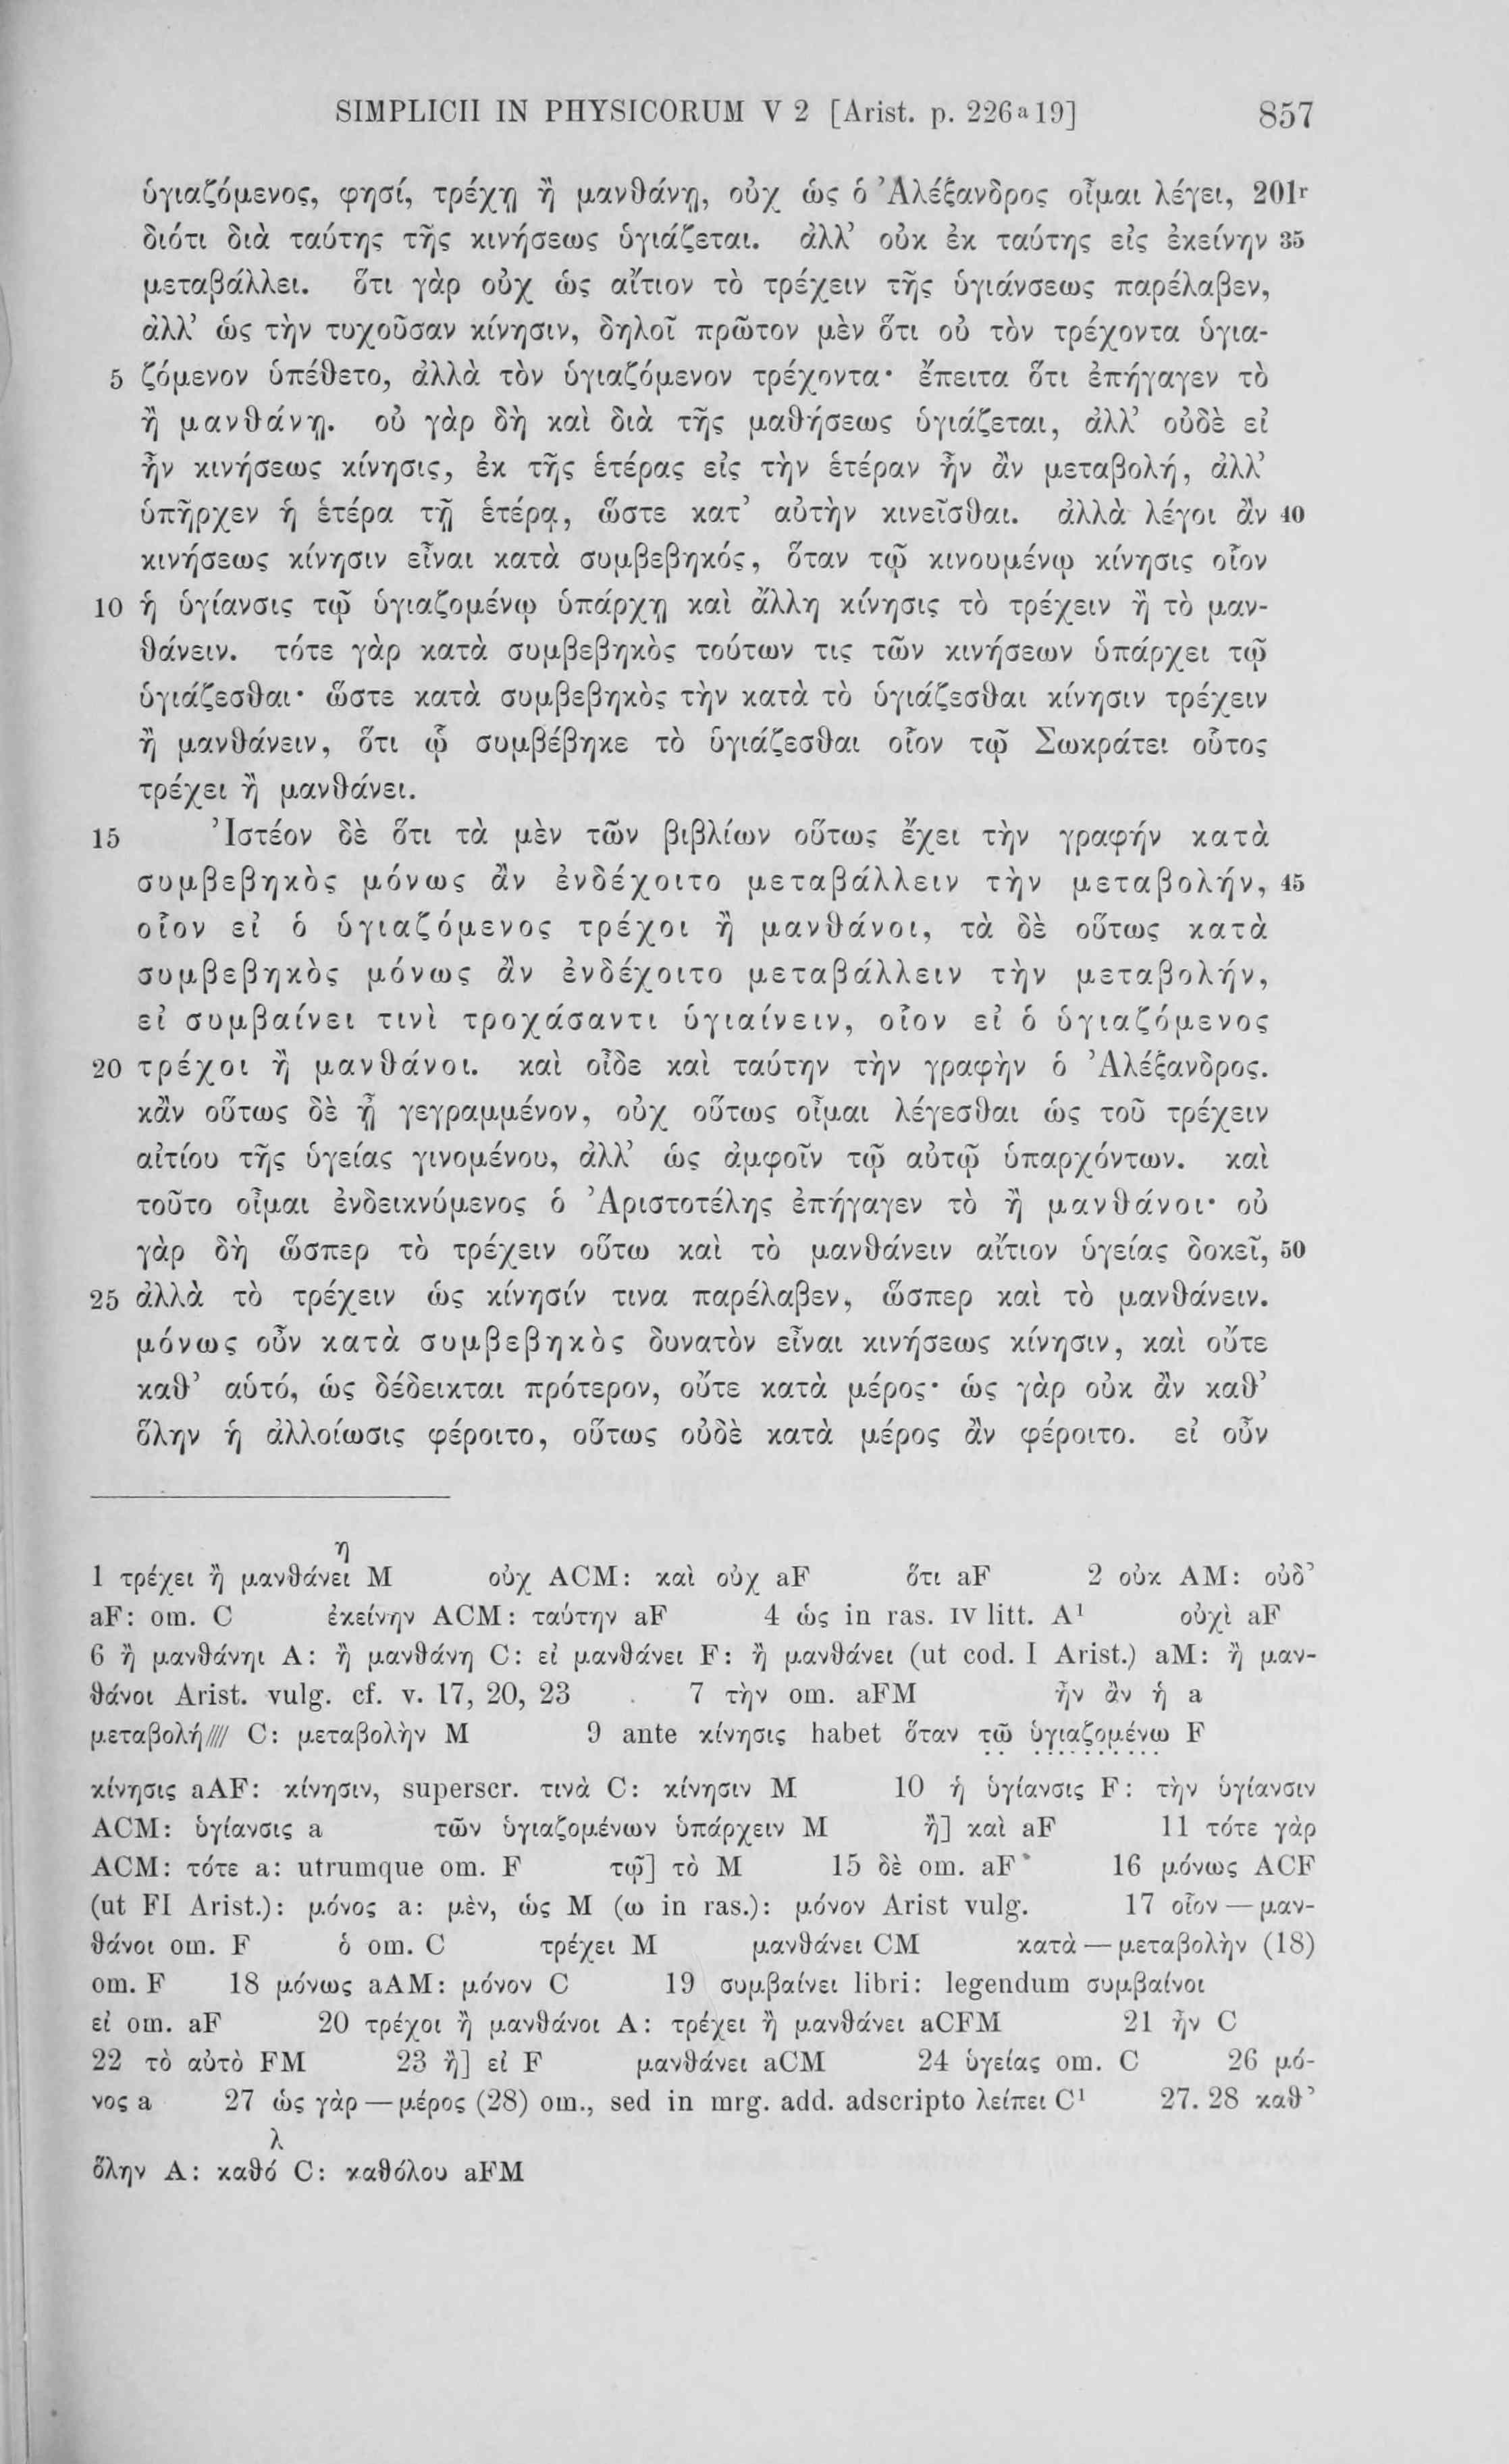 SIMPLICII IN PHYSICORUM V 2 [Arist. p. 226ᵃ19] 857
ὑγιαζόμενος, φησί, τρέχῃ ἢ μανθάνῃ, οὐχ ὡς ὁ Ἀλέξανδρος οἶμαι λέγει, 201ʳ
διότι διὰ ταύτης τῆς κινήσεως ὑγιάζεται. ἀλλ’ οὐκ ἐκ ταύτης εἰς ἐκείνην 35
μεταβάλλει. ὅτι γὰρ οὐχ ὡς αἴτιον τὸ τρέχειν τῆς ὑγιάνσεως παρέλαβεν,
ἀλλ’ ὡς τὴν τυχοῦσαν κίνησιν, δηλοῖ πρῶτον μὲν ὅτι οὐ τὸν τρέχοντα ὑγια-
5 ζόμενον ὑπέθετο, ἀλλὰ τὸν ὑγιαζόμενον τρέχοντα· ἔπειτα ὅτι ἐπήγαγεν τὸ
ἢ μανθάνῃ. οὐ γὰρ δὴ καὶ διὰ τῆς μαθήσεως ὑγιάζεται, ἀλλ’ οὐδὲ εἰ
ἦν κινήσεως κίνησις, ἐκ τῆς ἑτέρας εἰς τὴν ἑτέραν ἦν ἂν μεταβολή, ἀλλ’
ὑπῆρχεν ἡ ἑτέρα τῇ ἑτέρᾳ, ὥστε κατ’ αὐτὴν κινεῖσθαι. ἀλλὰ λέγοι ἂν 40
κινήσεως κίνησιν εἶναι κατὰ συμβεβηκός, ὅταν τῷ κινουμένῳ κίνησις οἷον
10 ἡ ὑγίανσις τῷ ὑγιαζομένῳ ὑπάρχῃ καὶ ἄλλη κίνησις τὸ τρέχειν ἢ τὸ μαν-
θάνειν. τότε γὰρ κατὰ συμβεβηκὸς τούτων τις τῶν κινήσεων ὑπάρχει τῷ
ὑγιάζεσθαι· ὥστε κατὰ συμβεβηκὸς τὴν κατὰ τὸ ὑγιάζεσθαι κίνησιν τρέχειν
ἢ μανθάνειν, ὅτι ᾧ συμβέβηκε τὸ ὑγιάζεσθαι οἷον τῷ Σωκράτει οὗτος
τρέχει ἢ μανθάνει.
15 Ἰστέον δὲ ὅτι τὰ μὲν τῶν βιβλίων οὕτως ἔχει τὴν γραφήν κατὰ
συμβεβηκὸς μόνως ἂν ἐνδέχοιτο μεταβάλλειν τὴν μεταβολήν, 45
οἷον εἰ ὁ ὑγιαζόμενος τρέχοι ἢ μανθάνοι, τὰ δὲ οὕτως κατὰ
συμβεβηκὸς μόνως ἂν ἐνδέχοιτο μεταβάλλειν τὴν μεταβολήν,
εἰ συμβαίνει τινὶ τροχάσαντι ὑγιαίνειν, οἷον εἰ ὁ ὑγιαζόμενος
20 τρέχοι ἢ μανθάνοι. καὶ οἶδε καὶ ταύτην τὴν γραφὴν ὁ Ἀλέξανδρος.
κἂν οὕτως δὲ ᾖ γεγραμμένον, οὐχ οὕτως οἶμαι λέγεσθαι ὡς τοῦ τρέχειν
αἰτίου τῆς ὑγείας γινομένου, ἀλλ’ ὡς ἀμφοῖν τῷ αὐτῷ ὑπαρχόντων. καὶ
τοῦτο οἶμαι ἐνδεικνύμενος ὁ Ἀριστοτέλης ἐπήγαγεν τὸ ἢ μανθάνοι· οὐ
γὰρ δὴ ὥσπερ τὸ τρέχειν οὕτω καὶ τὸ μανθάνειν αἴτιον ὑγείας δοκεῖ, 50
25 ἀλλὰ τὸ τρέχειν ὡς κίνησίν τινα παρέλαβεν, ὥσπερ καὶ τὸ μανθάνειν.
μόνως οὖν κατὰ συμβεβηκὸς δυνατὸν εἶναι κινήσεως κίνησιν, καὶ οὔτε
καθ’ αὑτό, ὡς δέδεικται πρότερον, οὔτε κατὰ μέρος· ὡς γὰρ οὐκ ἂν καθ’
ὅλην ἡ ἀλλοίωσις φέροιτο, οὕτως οὐδὲ κατὰ μέρος ἂν φέροιτο. εἰ οὖν
η
1 τρέχει ἢ μανθάνει M οὐχ ACM: καὶ οὐχ aF ὅτι aF 2 οὐκ AM: οὐδ’
aF: om. C ἐκείνην ACM: ταύτην aF 4 ὡς in ras. IV litt. A¹ οὐχὶ aF
6 ἢ μανθάνηι A: ἢ μανθάνη C: εἰ μανθάνει F: ἢ μανθάνει (ut cod. I Arist.) aM: ἢ μαν-
θάνοι Arist. vulg. cf. v. 17, 20, 23 7 τὴν om. aFM ἦν ἂν ἡ a
μεταβολή//// C: μεταβολὴν M 9 ante κίνησις habet ὅταν τῶ ὑγιαζομένω F
κίνησις aAF: κίνησιν, superscr. τινὰ C: κίνησιν M 10 ἡ ὑγίανσις F: τὴν ὑγίανσιν
ACM: ὑγίανσις a τῶν ὑγιαζομένων ὑπάρχειν M ἢ] καὶ aF 11 τότε γὰρ
ACM: τότε a: utrumque om. F τῷ] τὸ M 15 δὲ om. aF 16 μόνως ACF
(ut FI Arist.): μόνος a: μὲν, ὡς M (ω in ras.): μόνον Arist vulg. 17 οἷον — μαν-
θάνοι om. F ὁ om. C τρέχει M μανθάνει CM κατὰ — μεταβολὴν (18)
om. F 18 μόνως aAM: μόνον C 19 συμβαίνει libri: legendum συμβαίνοι
εἰ om. aF 20 τρέχοι ἢ μανθάνοι A: τρέχει ἢ μανθάνει aCFM 21 ἦν C
22 τὸ αὐτὸ FM 23 ἢ] εἰ F μανθάνει aCM 24 ὑγείας om. C 26 μό-
νος a 27 ὡς γὰρ — μέρος (28) om., sed in mrg. add. adscripto λείπει C¹ 27. 28 καθ’
λ
ὅλην A: καθό C: καθόλου aFM